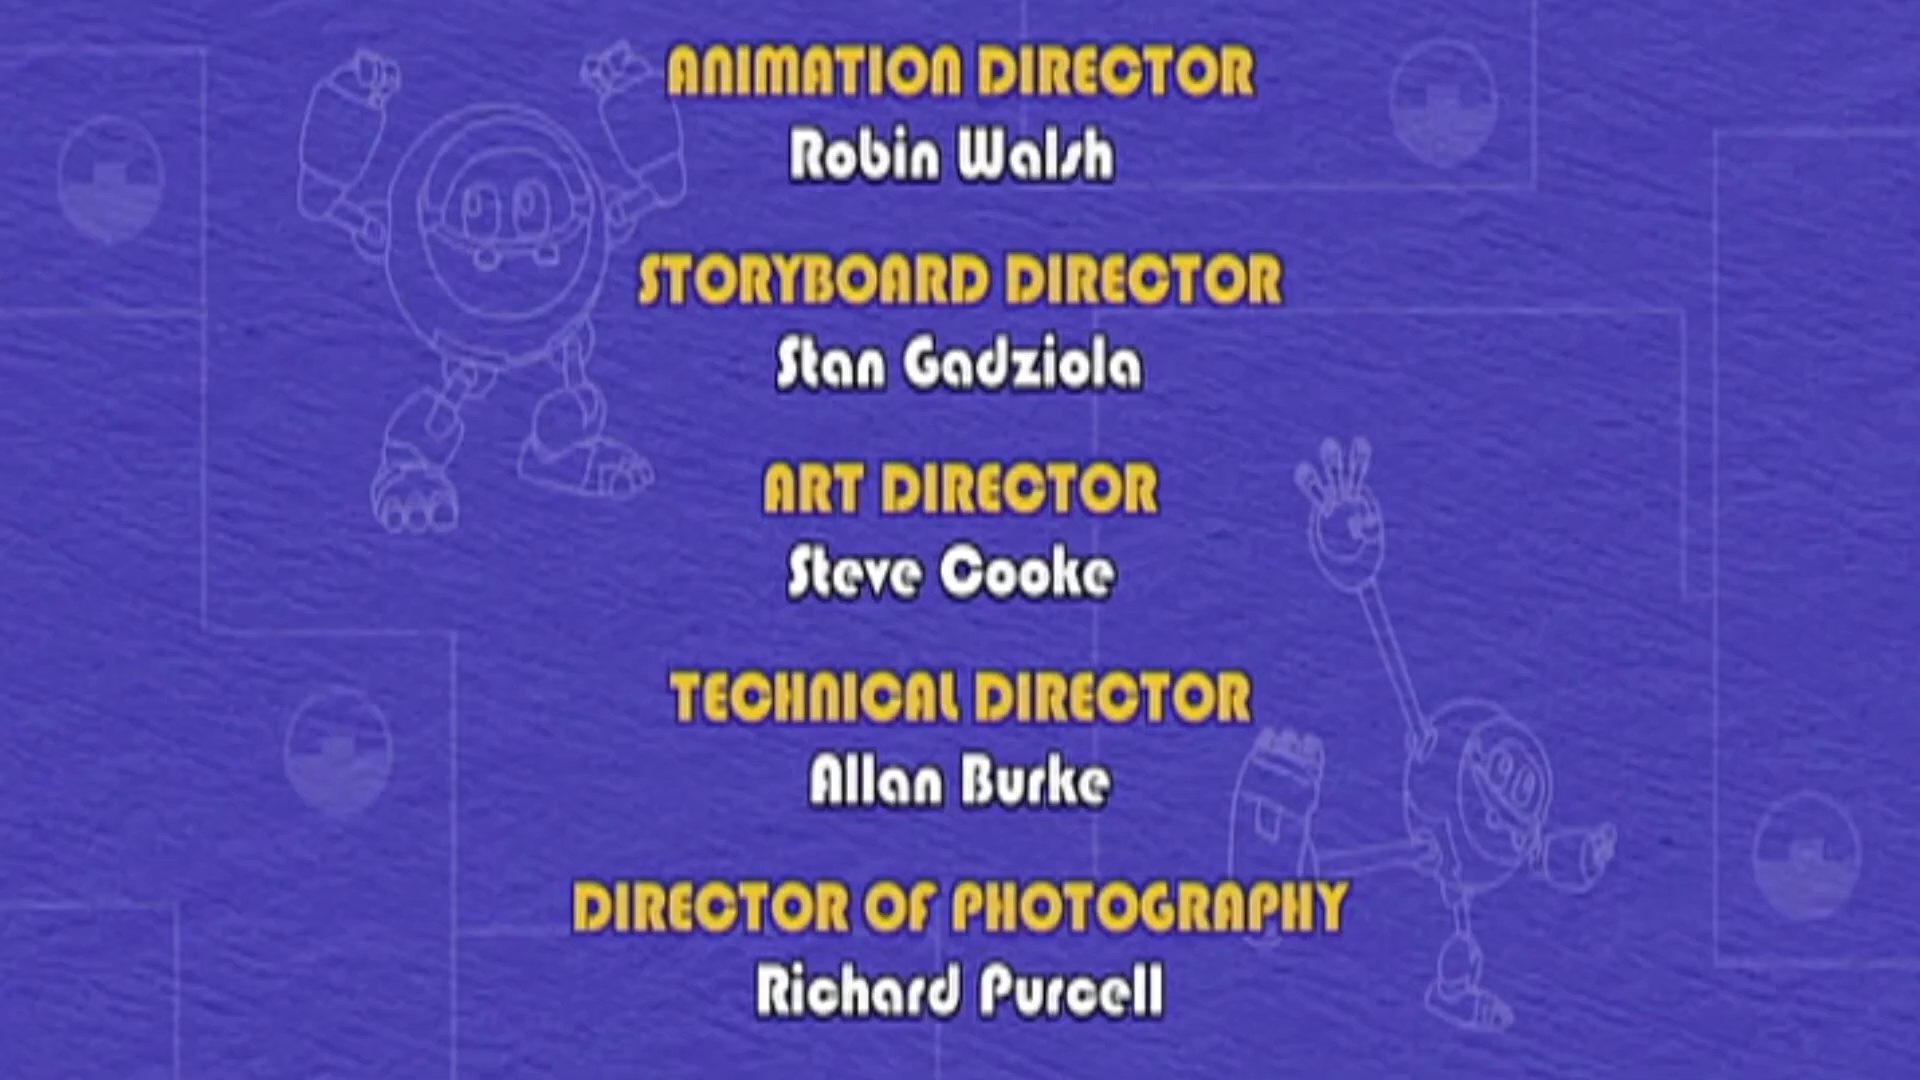 ANIMATION DIRECTOR
Robin Walsh
STORYBOARD DIRECTOR
Stan Gadziola
ART DIRECTOR
Steve Cooke
TECHNICAL DIRECTOR
Allan Burke
DIRECTOR OF PHOTOGRAPHY
Richard Purcell